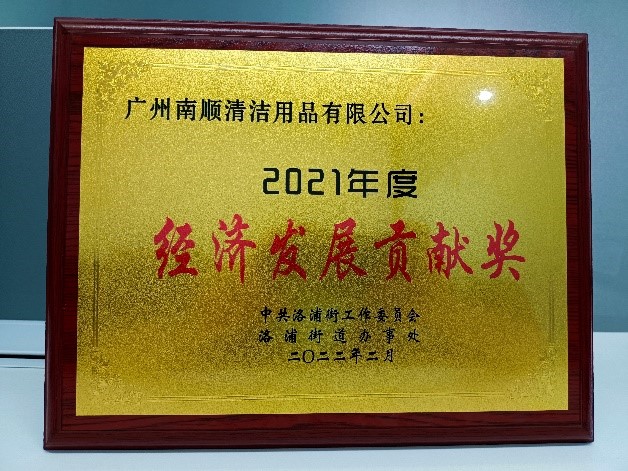 广州南顺清洁用品有限公司：
2021年度
经济发展贡献奖
中共洛浦街工作委员会
洛浦街道办事处
二〇二二年二月